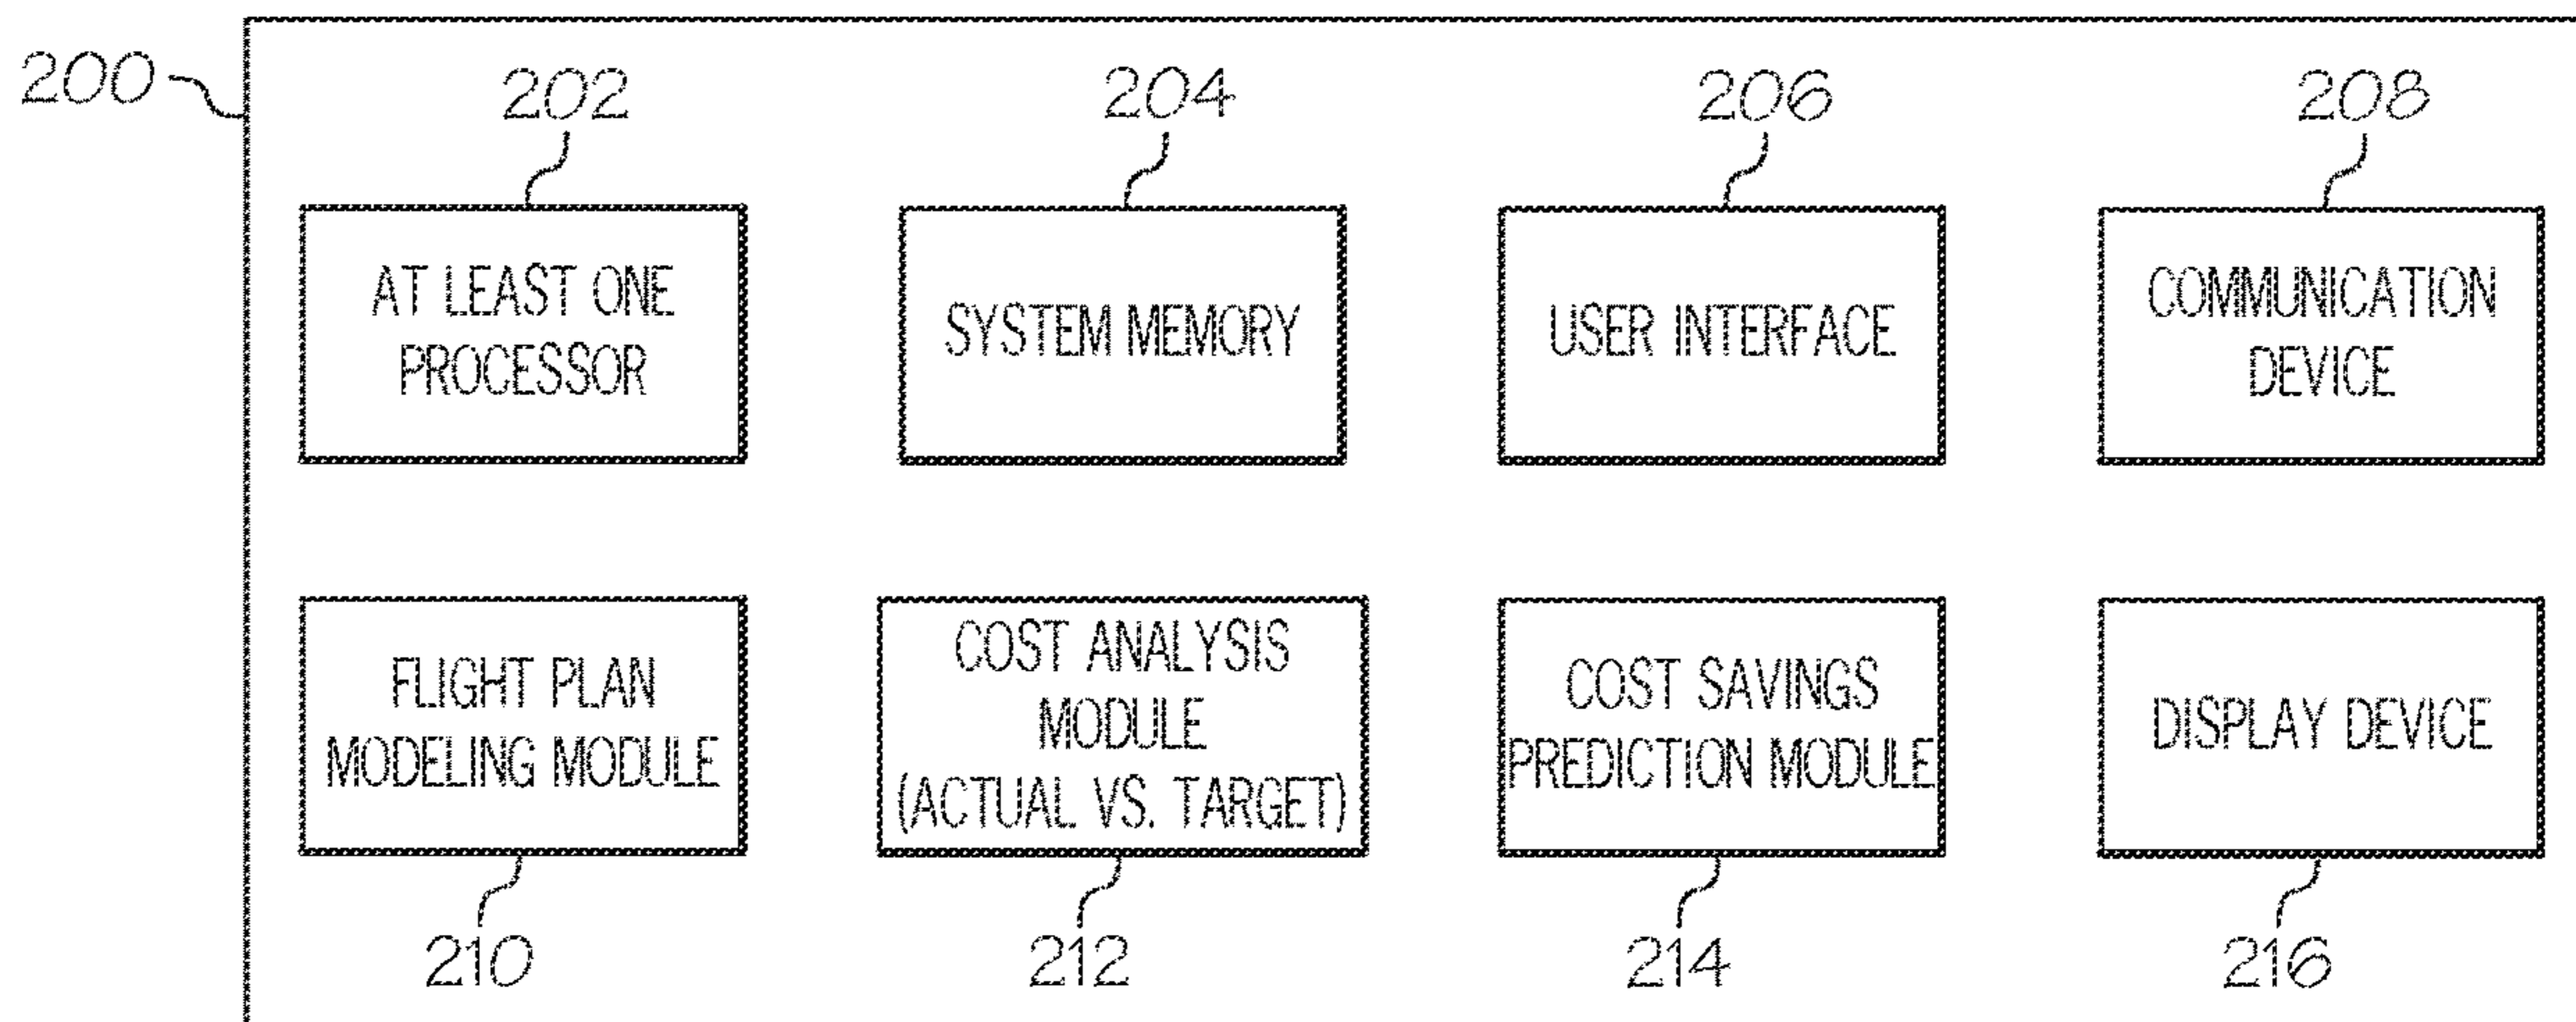 200
202
204
206
208
AT LEAST ONE
PROCESSOR
SYSTEM MEMORY
USER INTERFACE
COMMUNICATION
DEVICE
FLIGHT PLAN
MODELING MODULE
COST ANALYSIS
MODULE
(ACTUAL VS. TARGET)
COST SAVINGS
PREDICTION MODULE
DISPLAY DEVICE
210
212
214
216